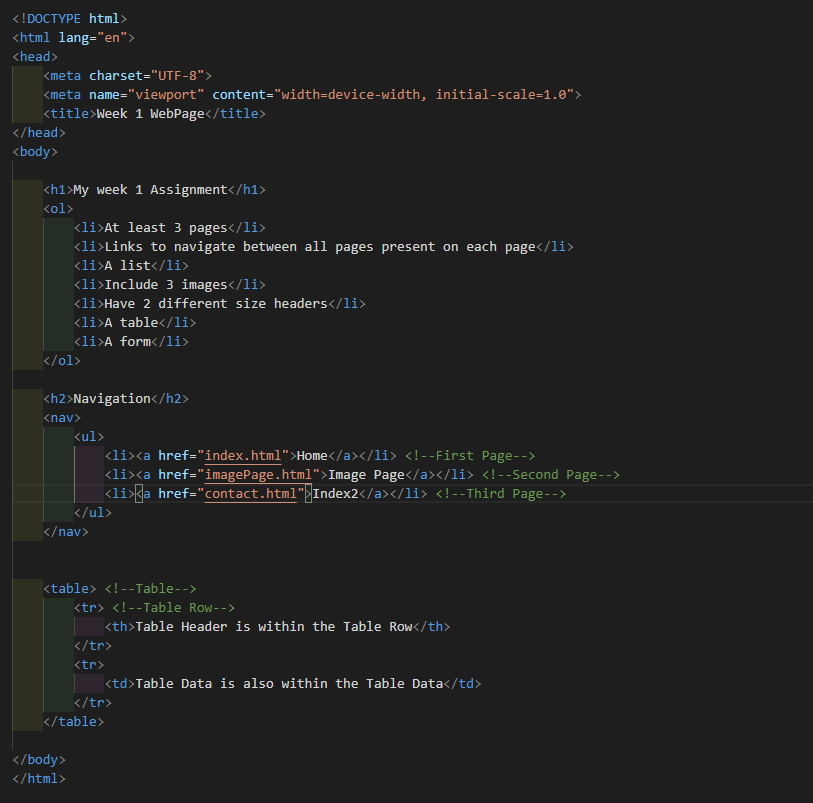 <!DOCTYPE html>
<html lang="en">
<head>
    <meta charset="UTF-8">
    <meta name="viewport" content="width=device-width, initial-scale=1.0">
    <title>Week 1 WebPage</title>
</head>
<body>

    <h1>My week 1 Assignment</h1>
    <ol>
        <li>At least 3 pages</li>
        <li>Links to navigate between all pages present on each page</li>
        <li>A list</li>
        <li>Include 3 images</li>
        <li>Have 2 different size headers</li>
        <li>A table</li>
        <li>A form</li>
    </ol>

    <h2>Navigation</h2>
    <nav>
        <ul>
            <li><a href="index.html">Home</a></li> <!--First Page-->
            <li><a href="imagePage.html">Image Page</a></li> <!--Second Page-->
            <li><a href="contact.html">Index2</a></li> <!--Third Page-->
        </ul>
    </nav>


    <table> <!--Table-->
        <tr> <!--Table Row-->
            <th>Table Header is within the Table Row</th>
        </tr>
        <tr>
            <td>Table Data is also within the Table Data</td>
        </tr>
    </table>

</body>
</html>